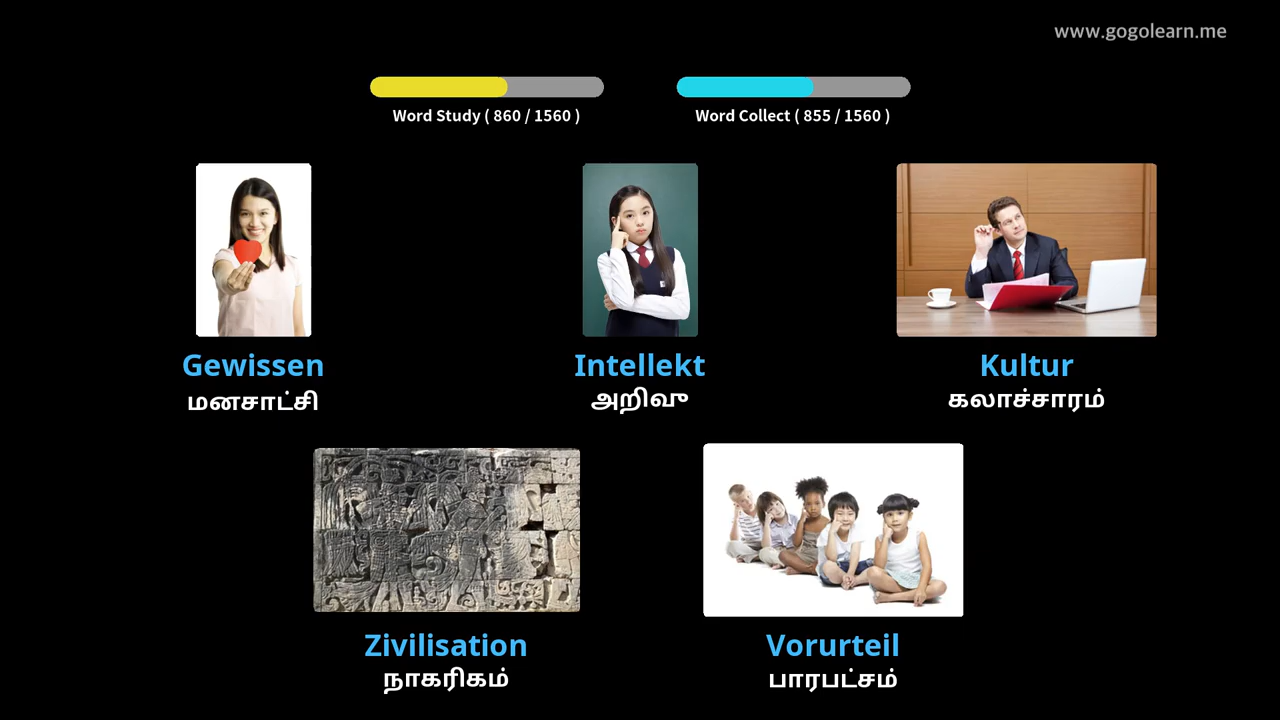 www.gogolearn.me
Word Study ( 860 / 1560 )
Word Collect ( 855 / 1560 )
Gewissen
மனசாட்சி
Intellekt
அறிவு
Kultur
கலாச்சாரம்
Zivilisation
நாகரிகம்
Vorurteil
பாரபட்சம்